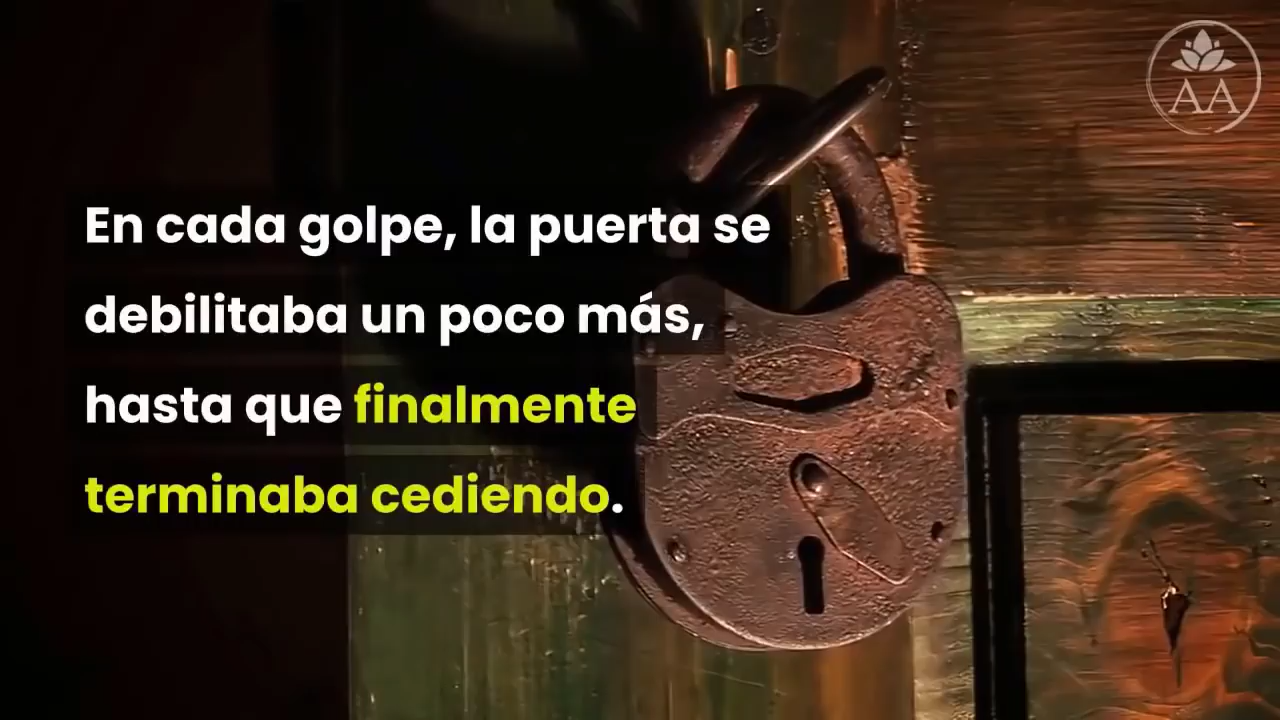 AA
En cada golpe, la puerta se
debilitaba un poco más,
hasta que finalmente
terminaba cediendo.